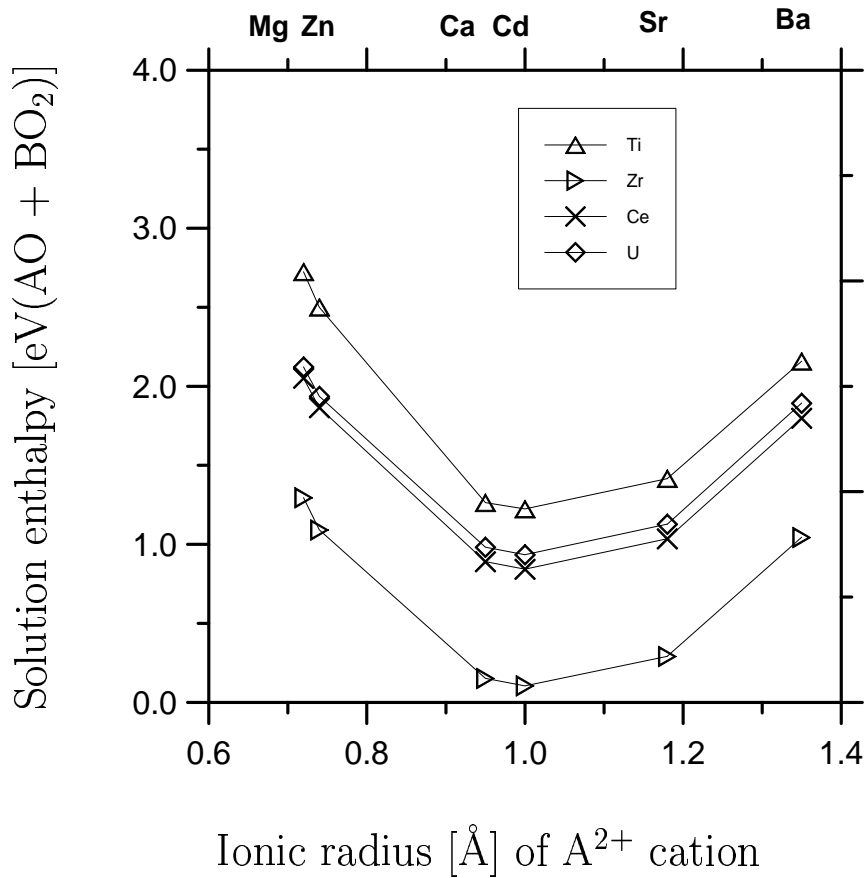 Mg Zn Ca Cd Sr Ba
4.0
3.0
2.0
1.0
0.0
Solution enthalpy [eV(AO + BO₂)]
Ti
Zr
Ce
U
0.6 0.8 1.0 1.2 1.4
Ionic radius [Å] of A²⁺ cation